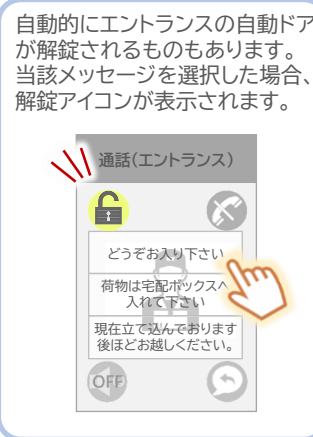 自動的にエントランスの自動ドア
が解錠されるものもあります。
当該メッセージを選択した場合、
解錠アイコンが表示されます。
通話(エントランス)
どうぞお入り下さい
荷物は宅配ボックスへ
入れて下さい
現在立て込んでおります
後ほどお越しください。
OFF